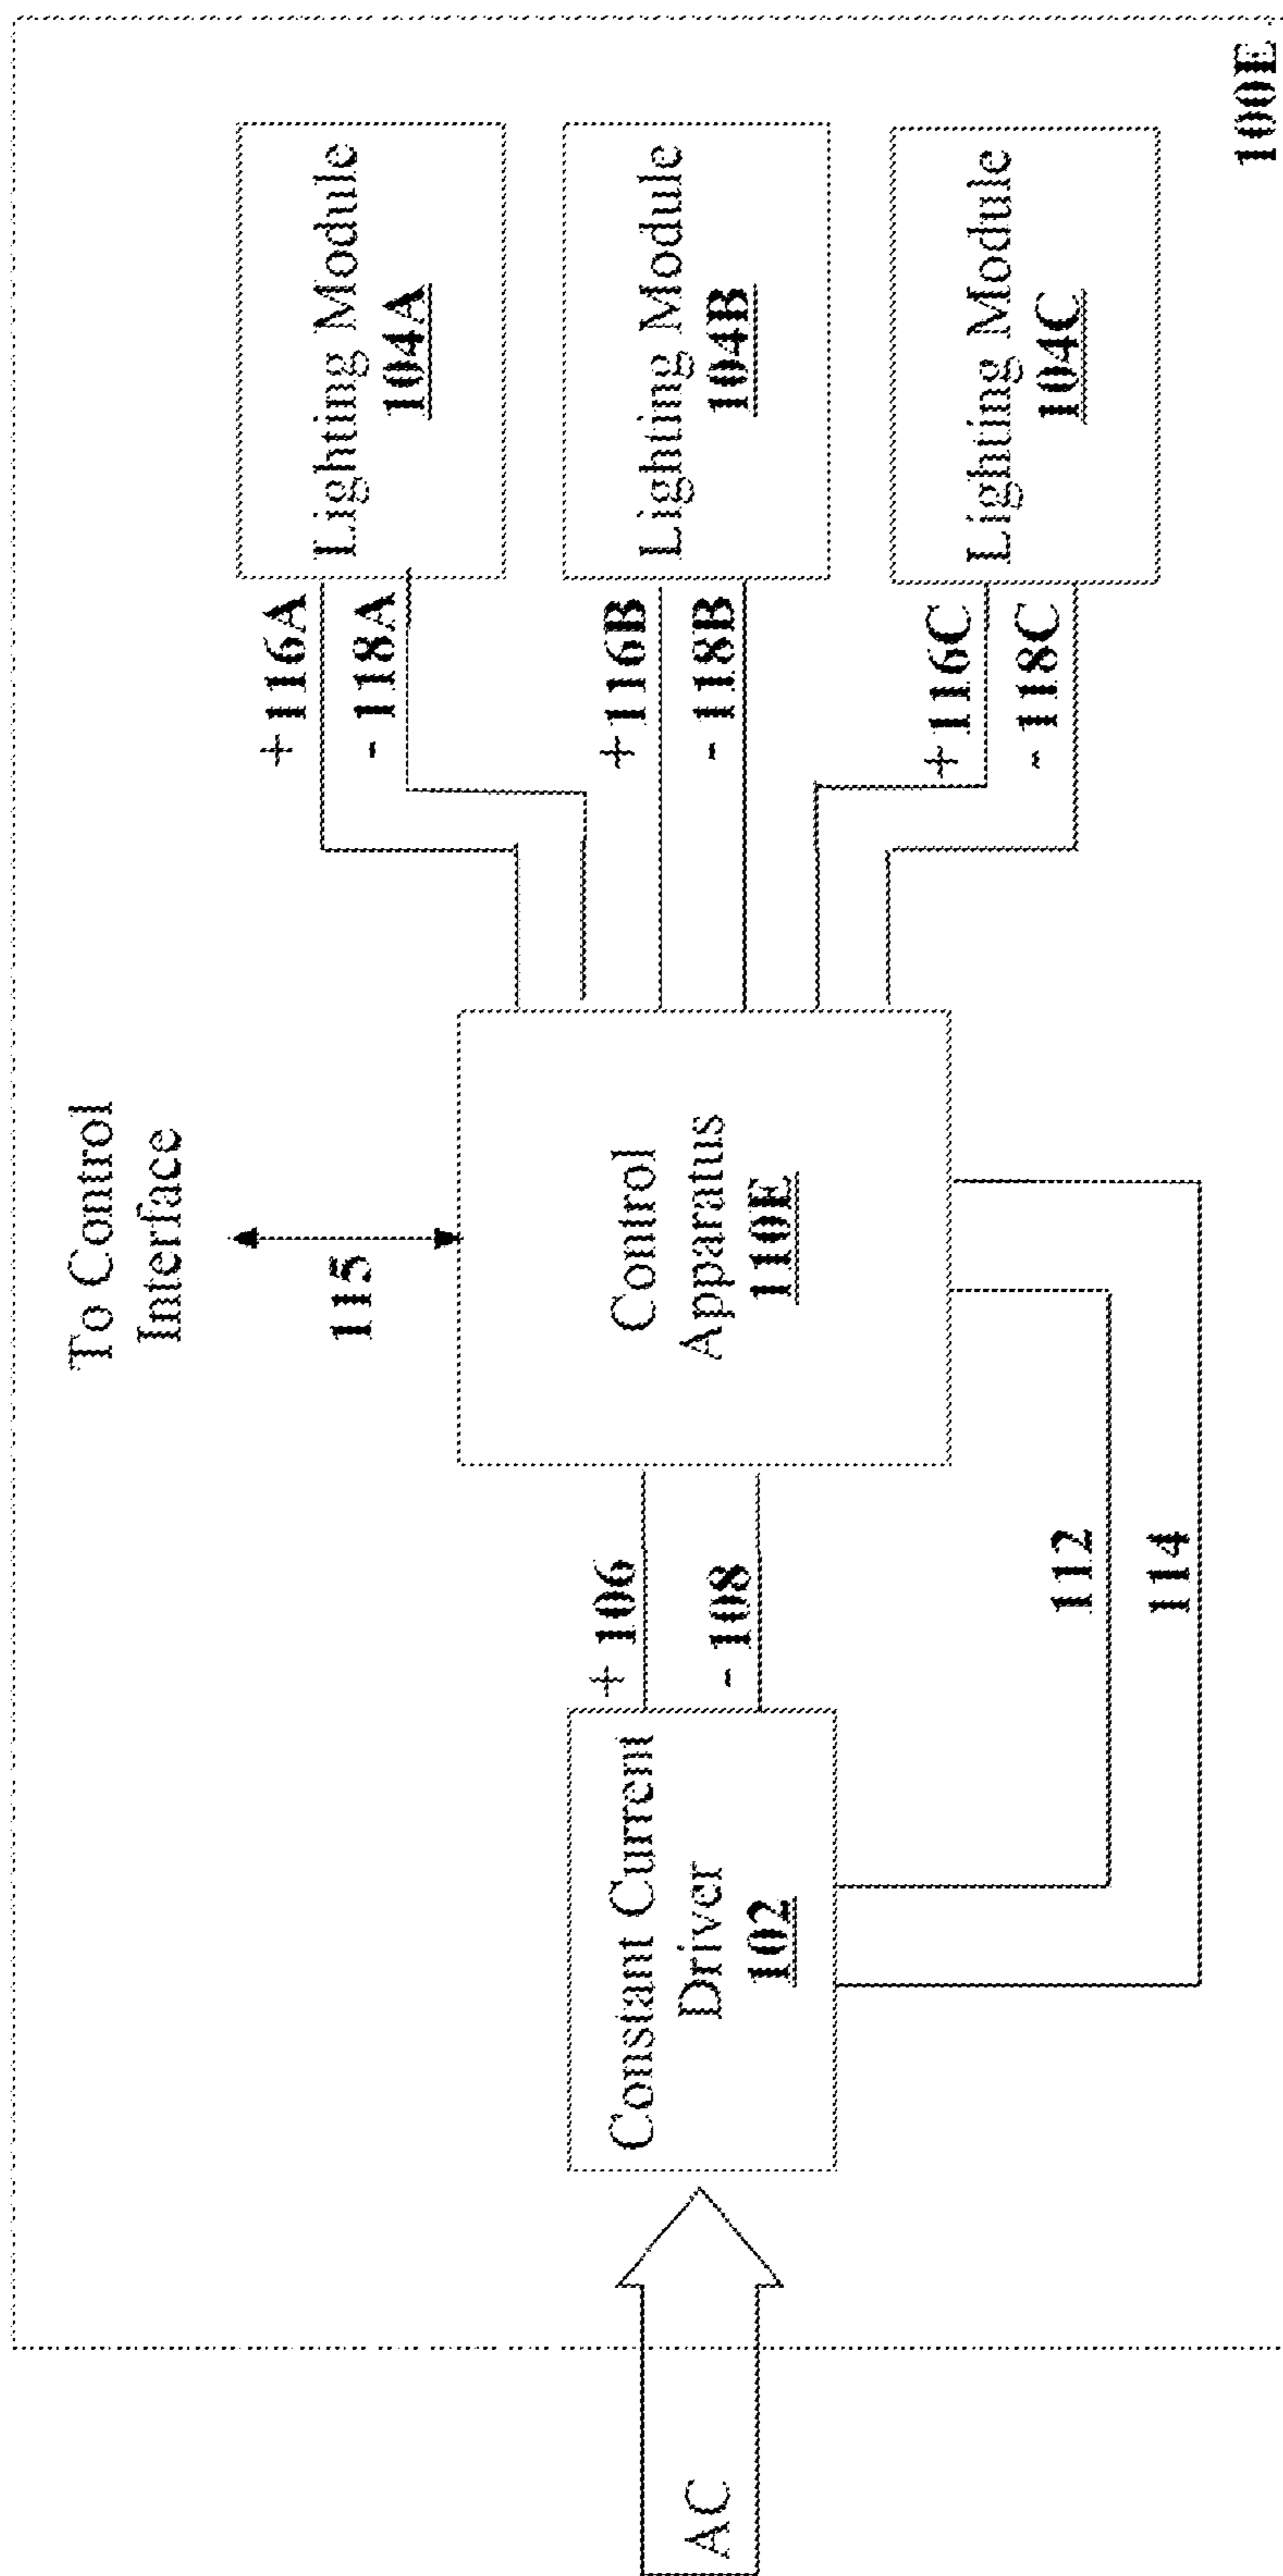 To Control
Interface
115
AC
Constant Current
Driver
102
+ 106
- 108
Control
Apparatus
110E
112
114
+116A
- 118A
+116B
- 118B
+116C
- 118C
Lighting Module
104A
Lighting Module
104B
Lighting Module
104C
100E